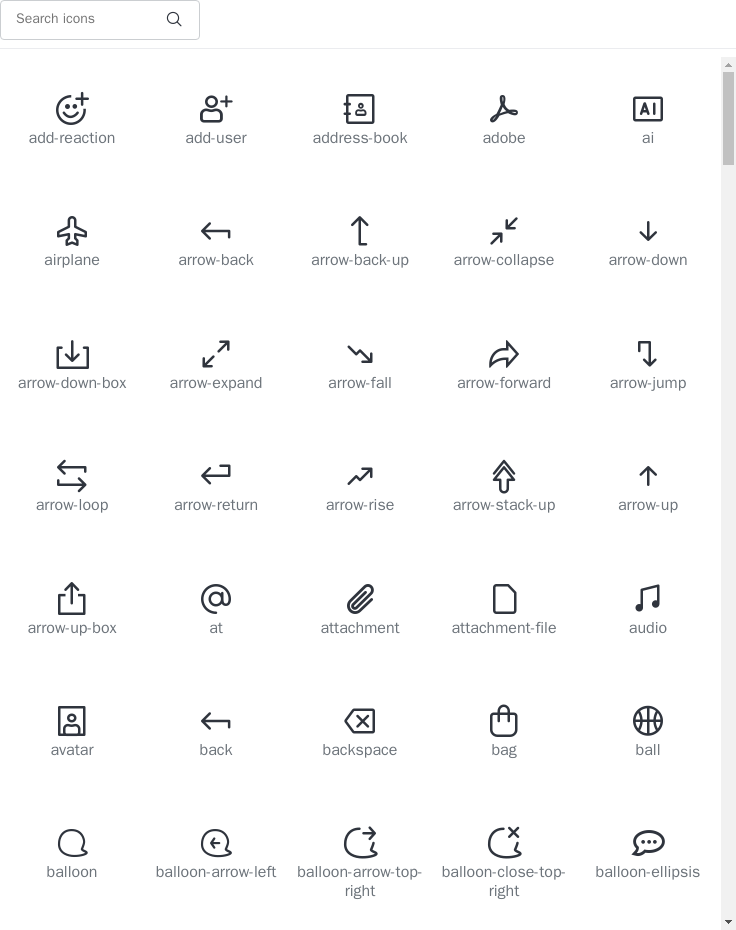 Search icons
add-reaction
add-user
address-book
adobe
AI
ai
airplane
arrow-back
arrow-back-up
arrow-collapse
arrow-down
arrow-down-box
arrow-expand
arrow-fall
arrow-forward
arrow-jump
arrow-loop
arrow-return
arrow-rise
arrow-stack-up
arrow-up
arrow-up-box
at
attachment
attachment-file
audio
avatar
back
backspace
bag
ball
balloon
balloon-arrow-left
balloon-arrow-top-
right
balloon-close-top-
right
balloon-ellipsis